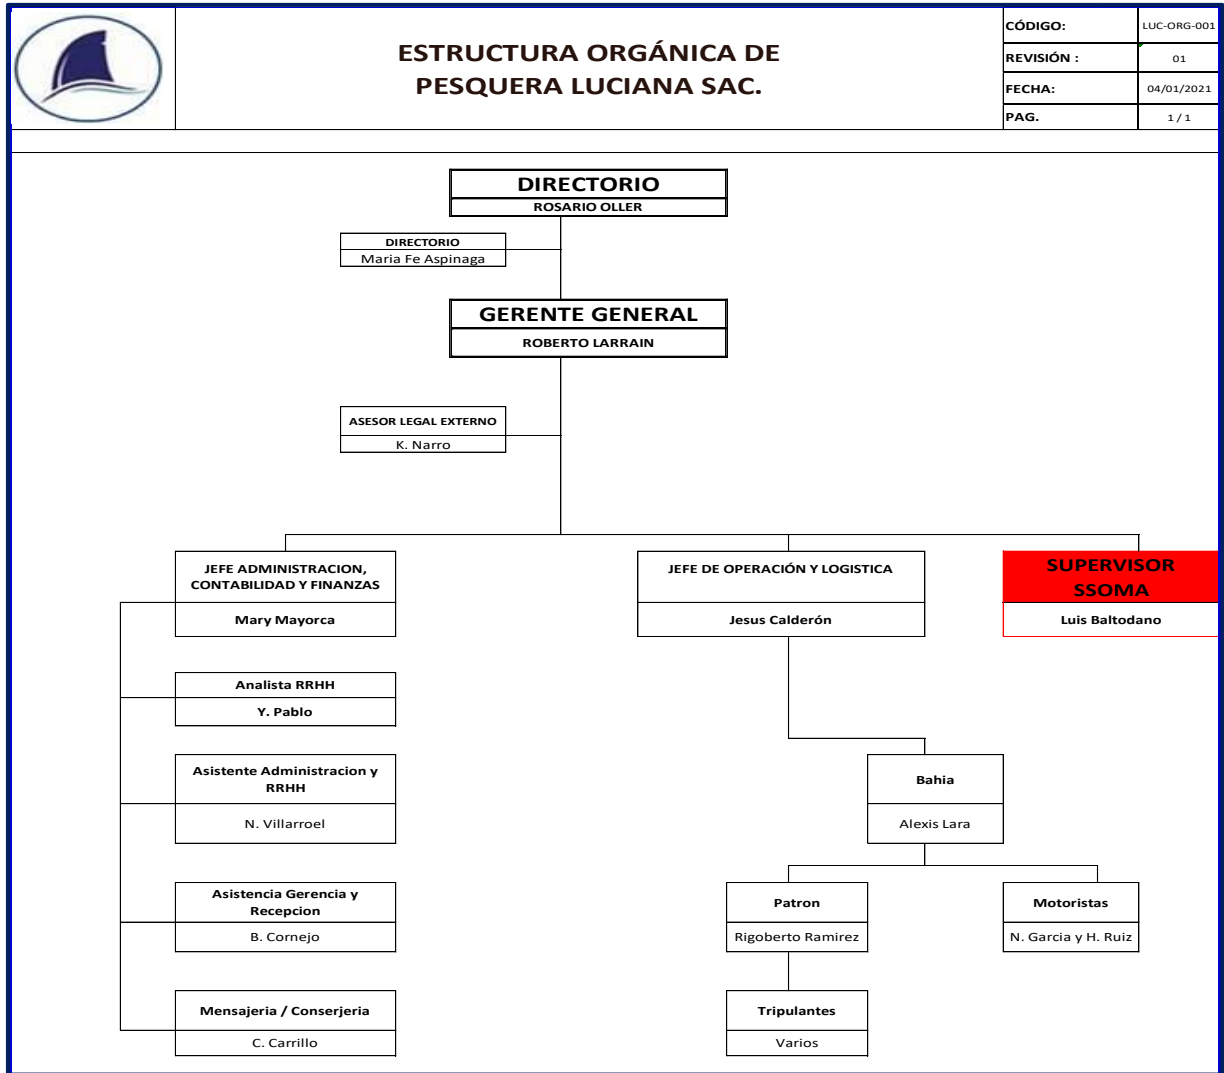 ESTRUCTURA ORGÁNICA DE
PESQUERA LUCIANA SAC.
CÓDIGO: LUC-ORG-001
REVISIÓN : 01
FECHA: 04/01/2021
PAG. 1 / 1
DIRECTORIO
ROSARIO OLLER
DIRECTORIO
Maria Fe Aspinaga
GERENTE GENERAL
ROBERTO LARRAIN
ASESOR LEGAL EXTERNO
K. Narro
JEFE ADMINISTRACION,
CONTABILIDAD Y FINANZAS
Mary Mayorca
JEFE DE OPERACIÓN Y LOGISTICA
Jesus Calderón
SUPERVISOR
SSOMA
Luis Baltodano
Analista RRHH
Y. Pablo
Asistente Administracion y
RRHH
N. Villarroel
Bahia
Alexis Lara
Asistencia Gerencia y
Recepcion
B. Cornejo
Patron
Rigoberto Ramirez
Motoristas
N. Garcia y H. Ruiz
Mensajeria / Conserjeria
C. Carrillo
Tripulantes
Varios